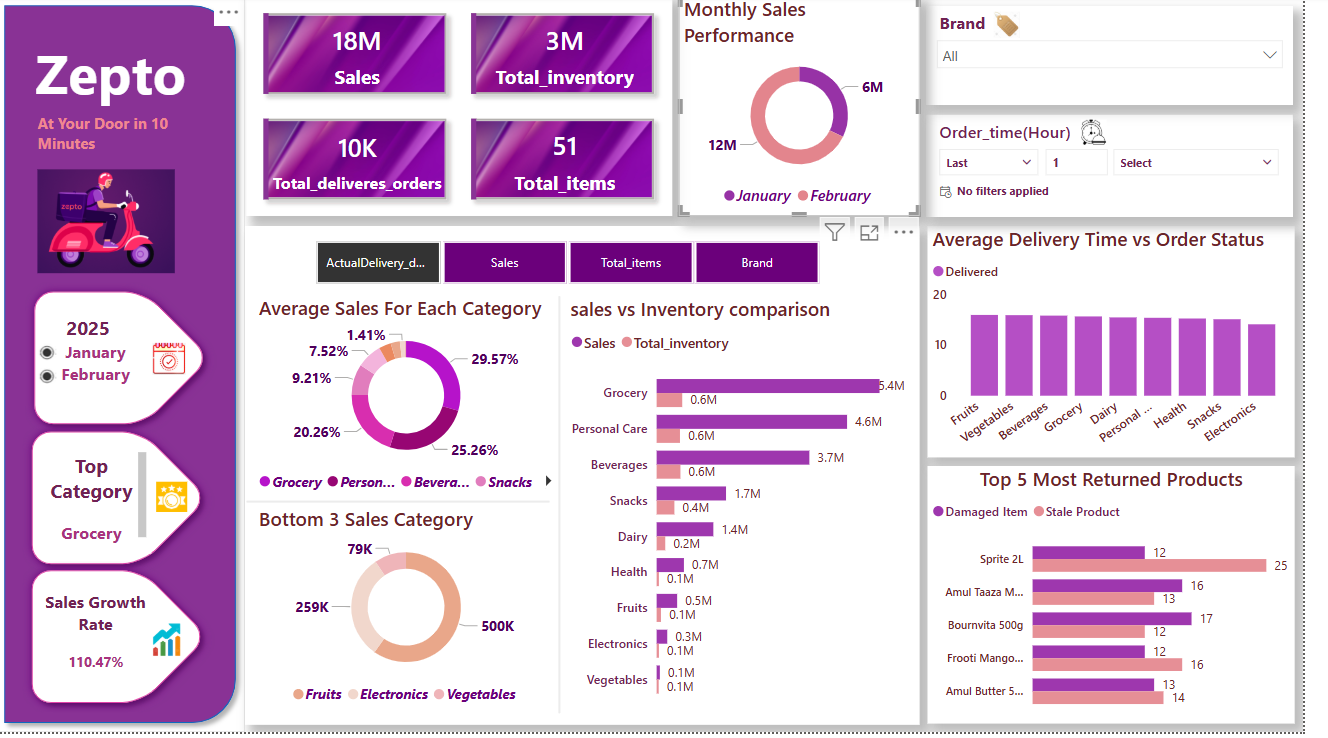 Zepto
At Your Door in 10
Minutes
zepto
2025
January
February
Top
Category
Grocery
Sales Growth
Rate
110.47%
18M
Sales
3M
Total_inventory
10K
Total_deliveres_orders
51
Total_items
Monthly Sales
Performance
6M
12M
January February
Brand
All
Order_time(Hour)
Last 1 Select
No filters applied
ActualDelivery_d... Sales Total_items Brand
Average Sales For Each Category
1.41%
7.52%
29.57%
9.21%
20.26%
25.26%
Grocery Person... Bevera... Snacks
Bottom 3 Sales Category
79K
259K
500K
Fruits Electronics Vegetables
sales vs Inventory comparison
Sales Total_inventory
Grocery 5.4M
0.6M
Personal Care 4.6M
0.6M
Beverages 3.7M
0.6M
Snacks 1.7M
0.4M
Dairy 1.4M
0.2M
Health 0.7M
0.1M
Fruits 0.5M
0.1M
Electronics 0.3M
0.1M
Vegetables 0.1M
0.1M
Average Delivery Time vs Order Status
Delivered
20
10
0
Fruits
Vegetables
Beverages
Grocery
Dairy
Personal ...
Health
Snacks
Electronics
Top 5 Most Returned Products
Damaged Item Stale Product
Sprite 2L 12
25
Amul Taaza M... 16
13
Bournvita 500g 17
12
Frooti Mango... 12
16
Amul Butter 5... 13
14